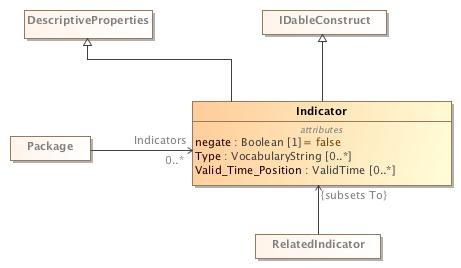 DescriptiveProperties
IDableConstruct
Indicator
attributes
negate : Boolean [1]= false
Type : VocabularyString [0..*]
Valid_Time_Position : ValidTime [0..*]
Package
Indicators
0..*
{subsets To}
RelatedIndicator